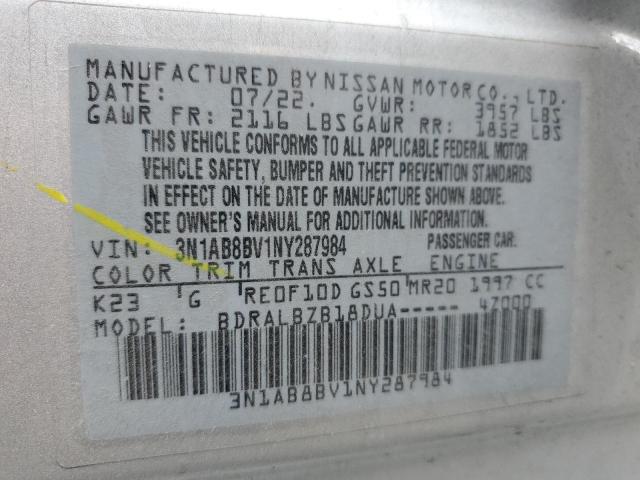 MANUFACTURED BY NISSAN MOTOR CO., LTD.
DATE: 07/22. GVWR: 3957 LBS
GAWR FR: 2116 LBS GAWR RR: 1852 LBS
THIS VEHICLE CONFORMS TO ALL APPLICABLE FEDERAL MOTOR
VEHICLE SAFETY, BUMPER AND THEFT PREVENTION STANDARDS
IN EFFECT ON THE DATE OF MANUFACTURE SHOWN ABOVE.
SEE OWNER'S MANUAL FOR ADDITIONAL INFORMATION.
VIN: 3N1AB8BV1NY287984 PASSENGER CAR.
COLOR TRIM TRANS AXLE ENGINE
K23 G RE0F10D GS50 MR20 1997 CC
MODEL: BDRALBZB18DUA----- 47000
3N1AB8BV1NY287984